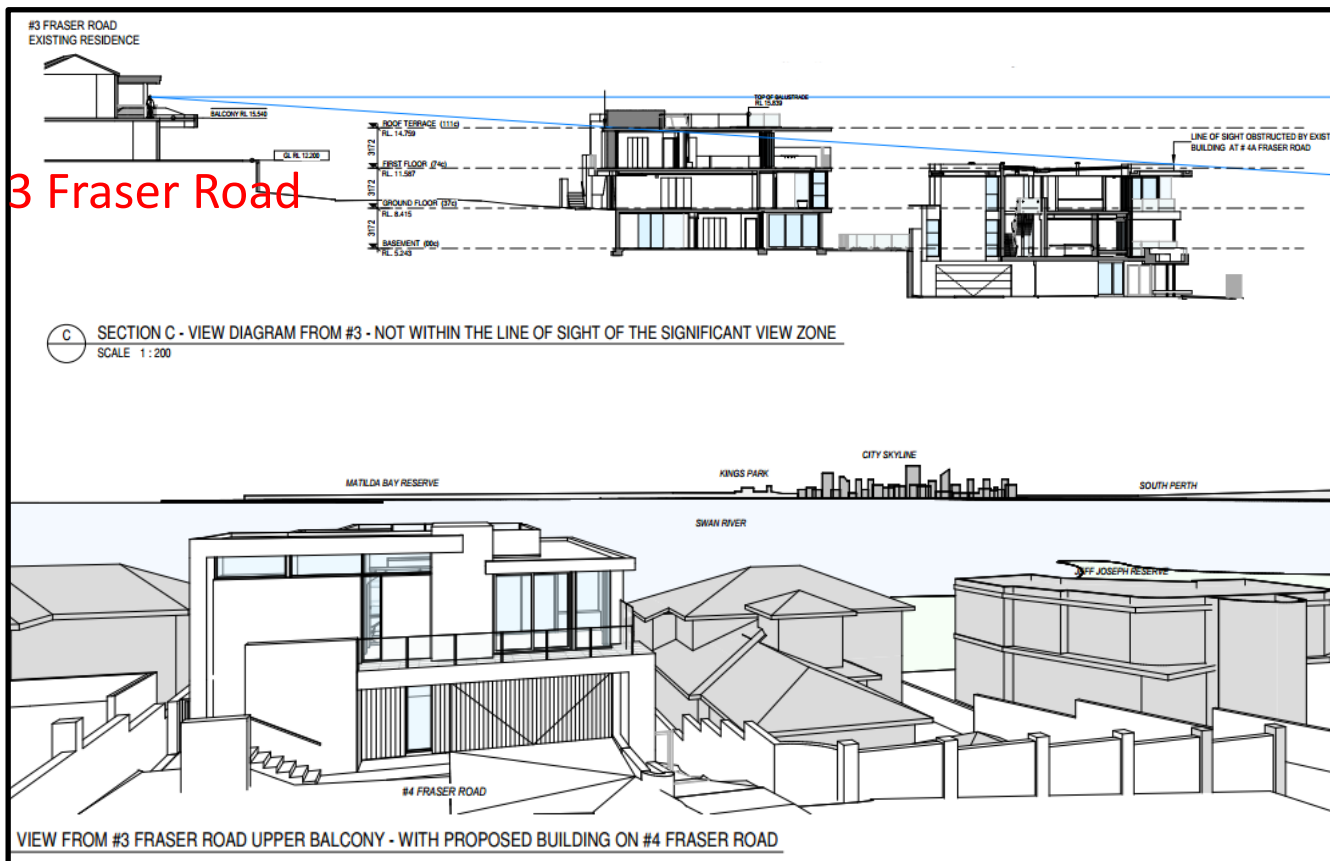 #3 FRASER ROAD
EXISTING RESIDENCE
BALCONY RL 15.540
GL RL 12.200
3 Fraser Road
ROOF TERRACE (111c)
RL. 14.759
3172
FIRST FLOOR (74c)
RL. 11.587
3172
GROUND FLOOR (37c)
RL. 8.415
3172
BASEMENT (00c)
RL. 5.243
TOP OF BALUSTRADE
RL 15.839
LINE OF SIGHT OBSTRUCTED BY EXIST
BUILDING AT # 4A FRASER ROAD
C
SECTION C - VIEW DIAGRAM FROM #3 - NOT WITHIN THE LINE OF SIGHT OF THE SIGNIFICANT VIEW ZONE
SCALE 1 : 200
CITY SKYLINE
KINGS PARK
MATILDA BAY RESERVE
SOUTH PERTH
SWAN RIVER
JEFF JOSEPH RESERVE
#4 FRASER ROAD
VIEW FROM #3 FRASER ROAD UPPER BALCONY - WITH PROPOSED BUILDING ON #4 FRASER ROAD